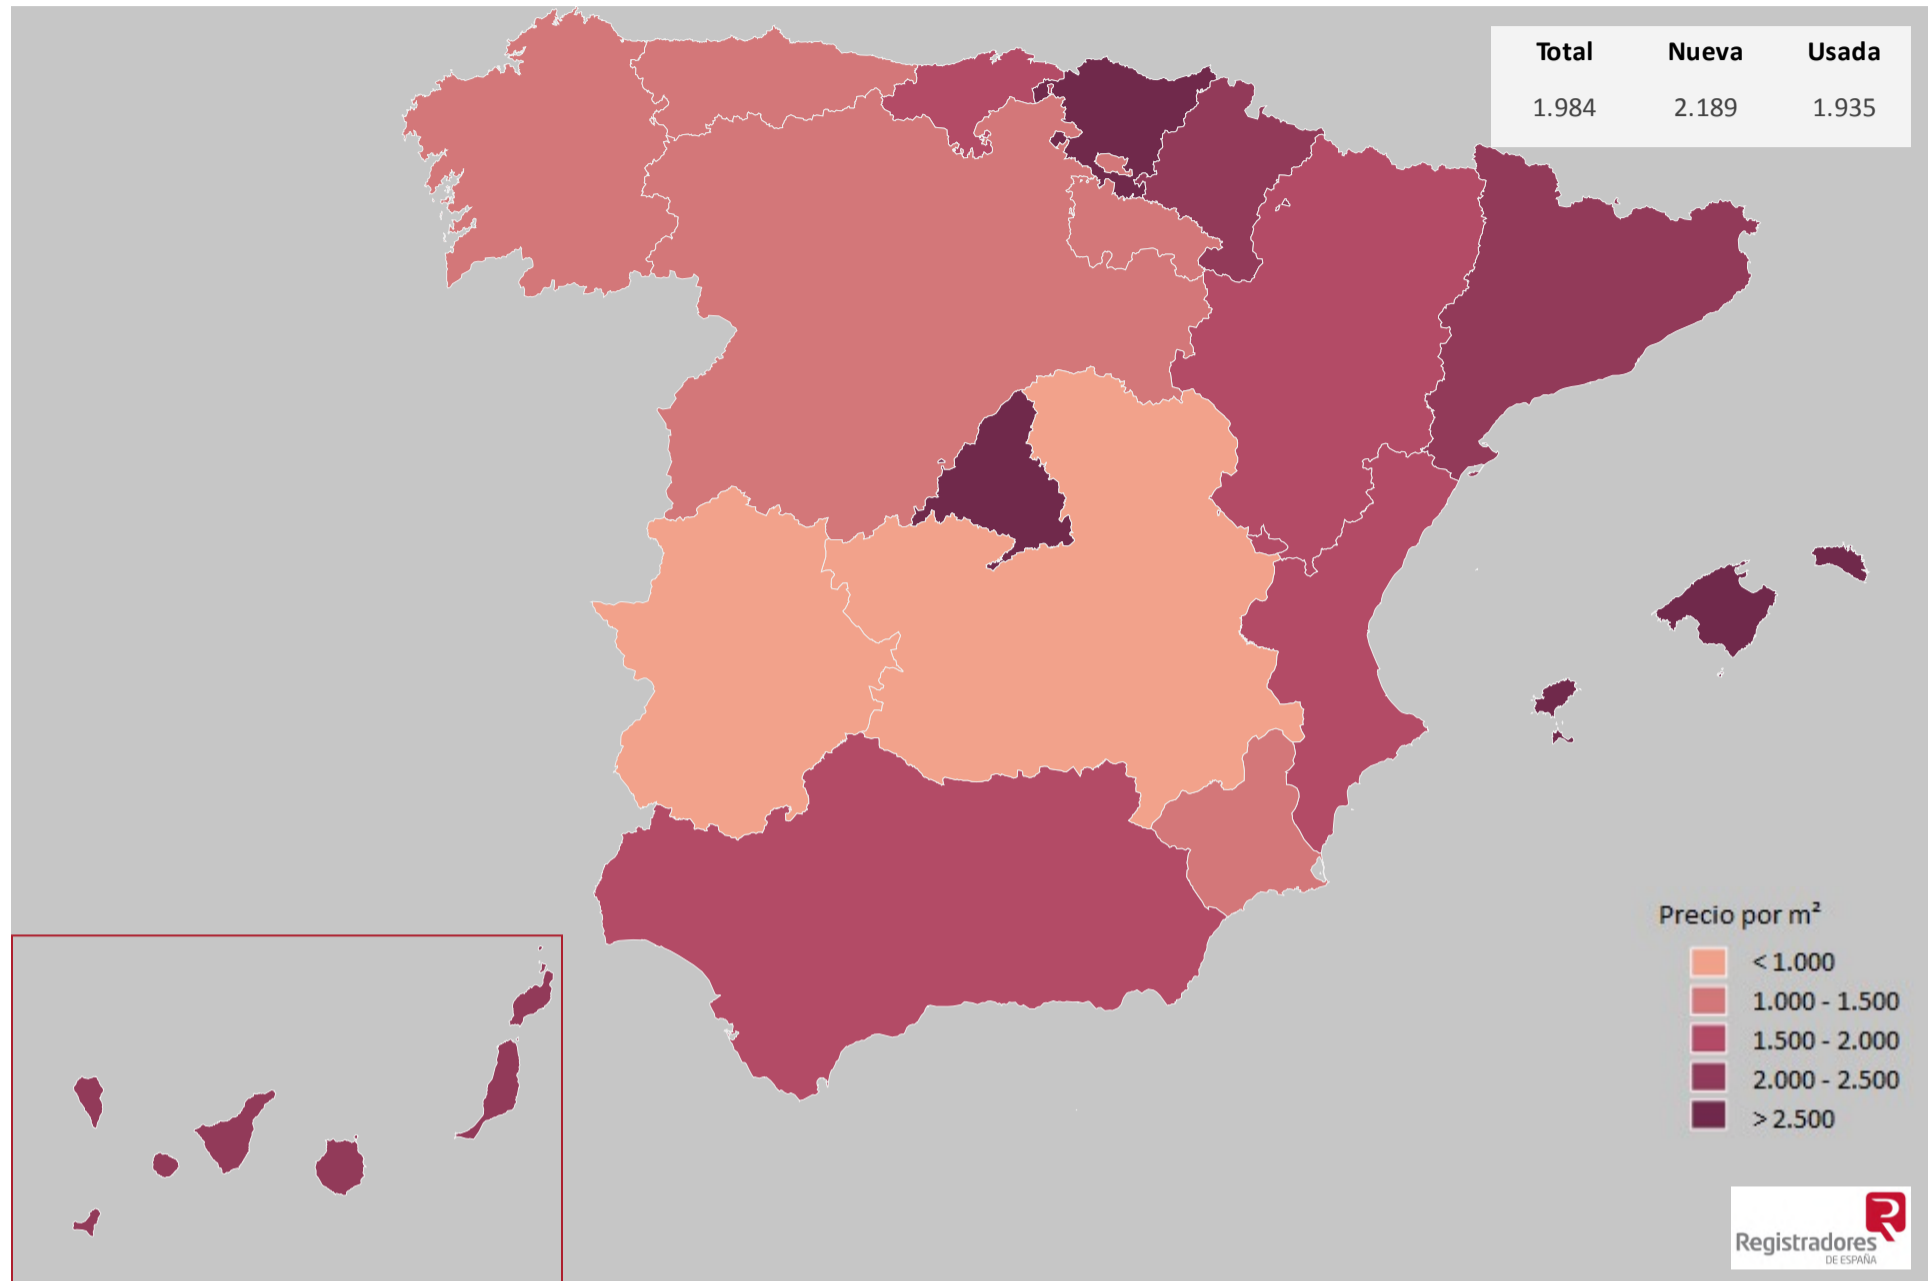 Total Nueva Usada
1.984 2.189 1.935
Precio por m²
< 1.000
1.000 - 1.500
1.500 - 2.000
2.000 - 2.500
> 2.500
Registradores
DE ESPAÑA